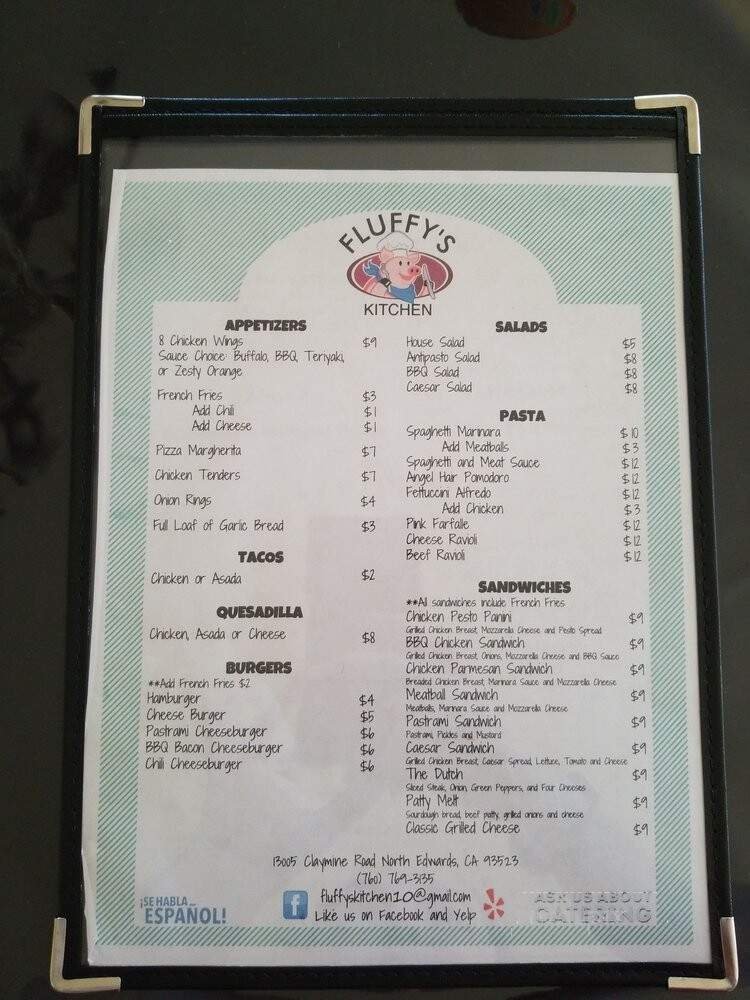 FLUFFY'S
KITCHEN
APPETIZERS
8 Chicken Wings $9
Sauce Choice: Buffalo, BBQ, Teriyaki,
or Zesty Orange
French Fries $3
Add Chili $1
Add Cheese $1
Pizza Margherita $7
Chicken Tenders $7
Onion Rings $4
Full Loaf of Garlic Bread $3
TACOS
Chicken or Asada $2
QUESADILLA
Chicken, Asada or Cheese $8
BURGERS
**Add French Fries $2
Hamburger $4
Cheese Burger $5
Pastrami Cheeseburger $6
BBQ Bacon Cheeseburger $6
Chili Cheeseburger $6
SALADS
House Salad $5
Antipasto Salad $8
BBQ Salad $8
Caesar Salad $8
PASTA
Spaghetti Marinara $10
Add Meatballs $3
Spaghetti and Meat Sauce $12
Angel Hair Pomodoro $12
Fettuccini Alfredo $12
Add Chicken $3
Pink Farfalle $12
Cheese Ravioli $12
Beef Ravioli $12
SANDWICHES
**All sandwiches include French Fries
Chicken Pesto Panini $9
Grilled Chicken Breast, Mozzarella Cheese and Pesto Spread
BBQ Chicken Sandwich $9
Grilled Chicken Breast, Onions, Mozzarella Cheese and BBQ Sauce
Chicken Parmesan Sandwich $9
Breaded Chicken Breast, Marinara Sauce and Mozzarella Cheese
Meatball Sandwich $9
Meatballs, Marinara Sauce and Mozzarella Cheese
Pastrami Sandwich $9
Pastrami, Pickles and Mustard
Caesar Sandwich $9
Grilled Chicken Breast, Caesar Spread, Lettuce, Tomato and Cheese
The Dutch $9
Sliced Steak, Onion, Green Peppers, and Four Cheeses
Patty Melt $9
Sourdough bread, beef patty, grilled onions and cheese
Classic Grilled Cheese $9
13005 Claymine Road North Edwards, CA 93523
(760) 769-3135
fluffyskitchen10@gmail.com
Like us on Facebook and Yelp
¡SE HABLA...
ESPAÑOL!
f
ASK US ABOUT
CATERING